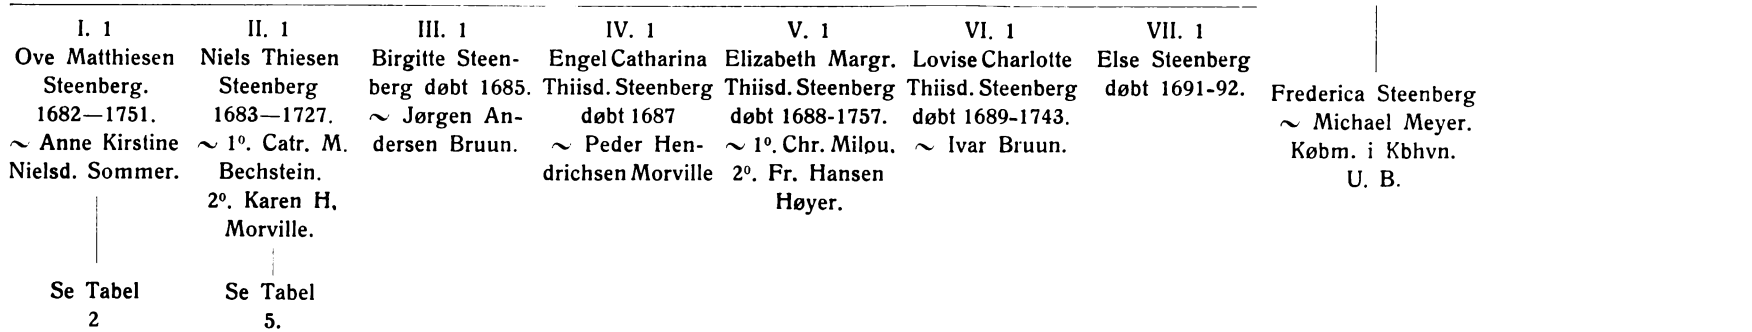 I. 1
Ove Matthiesen
Steenberg.
1682—1751.
~ Anne Kirstine
Nielsd. Sommer.
Se Tabel
2
II. 1
Niels Thiesen
Steenberg
1683—1727.
~ 1⁰. Catr. M.
Bechstein.
2⁰. Karen H.
Morville.
Se Tabel
5.
III. 1
Birgitte Steen-
berg døbt 1685.
~ Jørgen An-
dersen Bruun.
IV. 1
Engel Catharina
Thiisd. Steenberg
døbt 1687
~ Peder Hen-
drichsen Morville
V. 1
Elizabeth Margr.
Thiisd. Steenberg
døbt 1688-1757.
~ 1⁰. Chr. Milou.
2⁰. Fr. Hansen
Høyer.
VI. 1
Lovise Charlotte
Thiisd. Steenberg
døbt 1689-1743.
~ Ivar Bruun.
VII. 1
Else Steenberg
døbt 1691-92.
Frederica Steenberg
~ Michael Meyer.
Købm. i Kbhvn.
U. B.